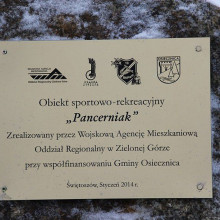 Obiekt sportowo-rekreacyjny
„Pancerniak"
Zrealizowany przez Wojskową Agencję Mieszkaniową
Oddział Regionalny w Zielonej Górze
przy współfinansowaniu Gminy Osiecznica
Świętoszów, Styczeń 2014 r.